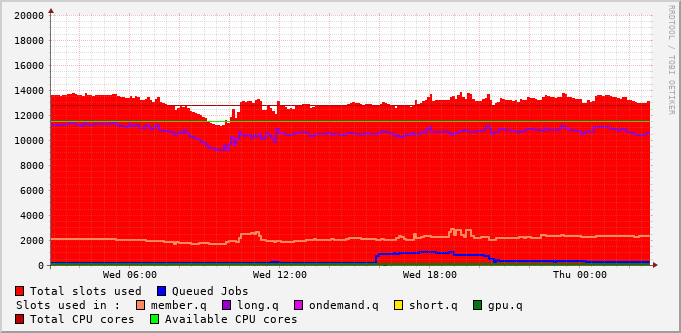 20000
18000
16000
14000
12000
10000
8000
6000
4000
2000
0
Wed 06:00 Wed 12:00 Wed 18:00 Thu 00:00
Total slots used Queued Jobs
Slots used in : member.q long.q ondemand.q short.q gpu.q
Total CPU cores Available CPU cores
RRDTOOL / TOBI OETIKER